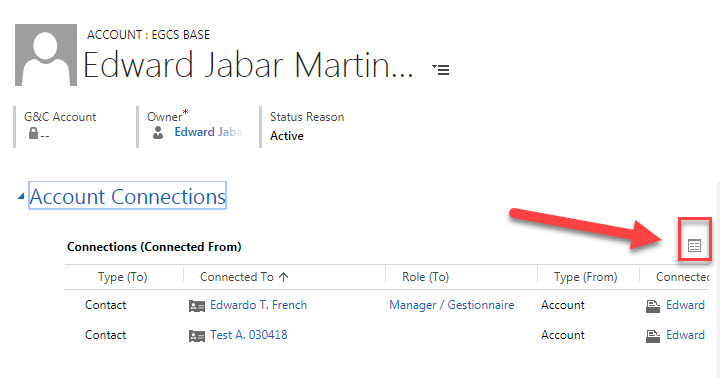 ACCOUNT : EGCS BASE
Edward Jabar Martin...
G&C Account Owner* Status Reason
-- Edward Jaba Active
Account Connections
Connections (Connected From)
Type (To) Connected To ↑ Role (To) Type (From) Connected
Contact Edwardo T. French Manager / Gestionnaire Account Edward
Contact Test A. 030418 Account Edward